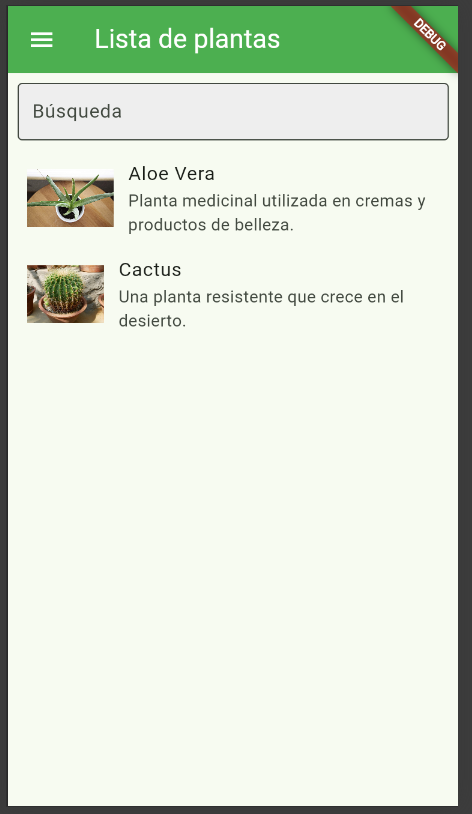 Lista de plantas
DEBUG
Búsqueda
Aloe Vera
Planta medicinal utilizada en cremas y
productos de belleza.
Cactus
Una planta resistente que crece en el
desierto.